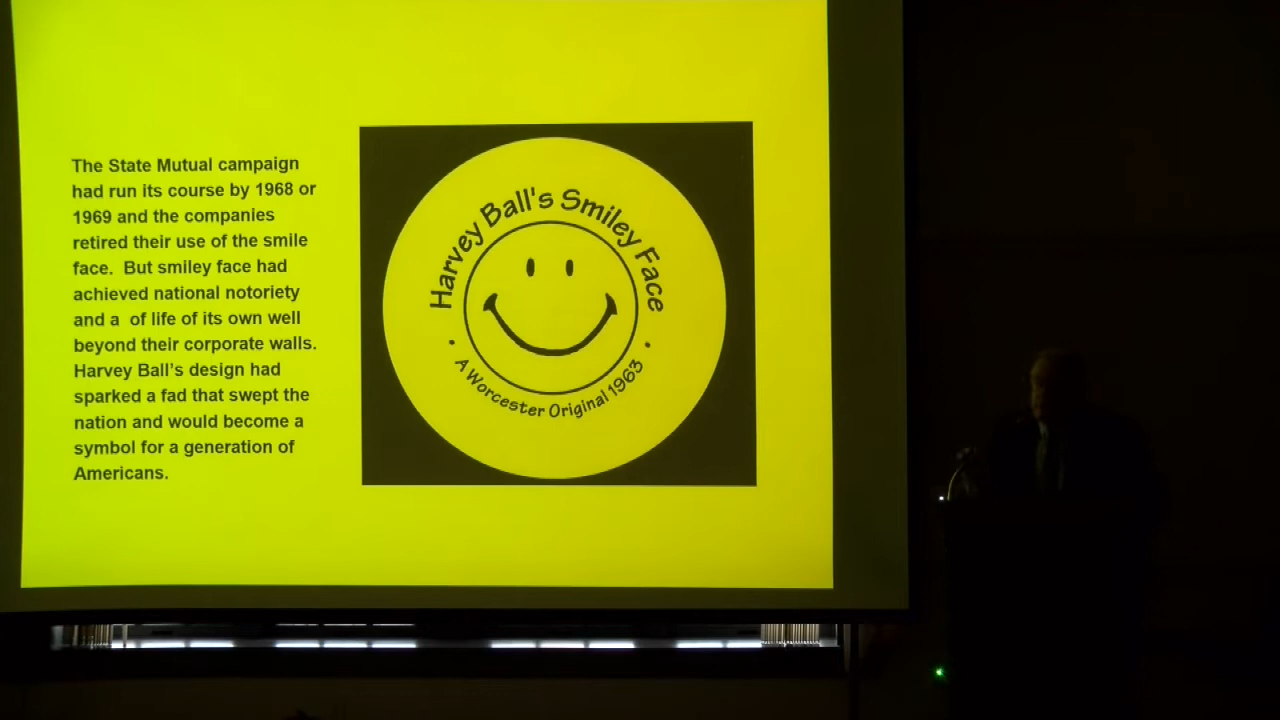 The State Mutual campaign
had run its course by 1968 or
1969 and the companies
retired their use of the smile
face.  But smiley face had
achieved national notoriety
and a  of life of its own well
beyond their corporate walls.
Harvey Ball’s design had
sparked a fad that swept the
nation and would become a
symbol for a generation of
Americans.
Harvey Ball's Smiley Face
• A Worcester Original 1963 •